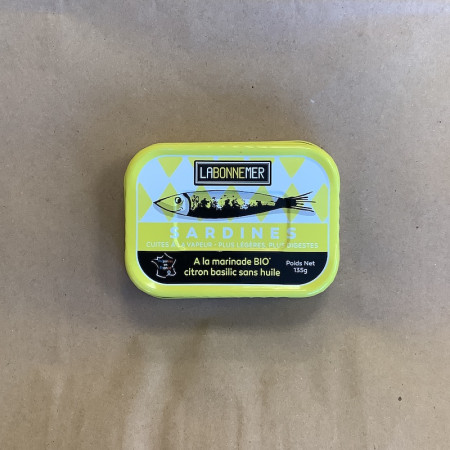 LABONNEMER
SARDINES
CUITES À LA VAPEUR - PLUS LÉGÈRES, PLUS DIGESTES
A la marinade BIO*
citron basilic sans huile
Poids Net
135g